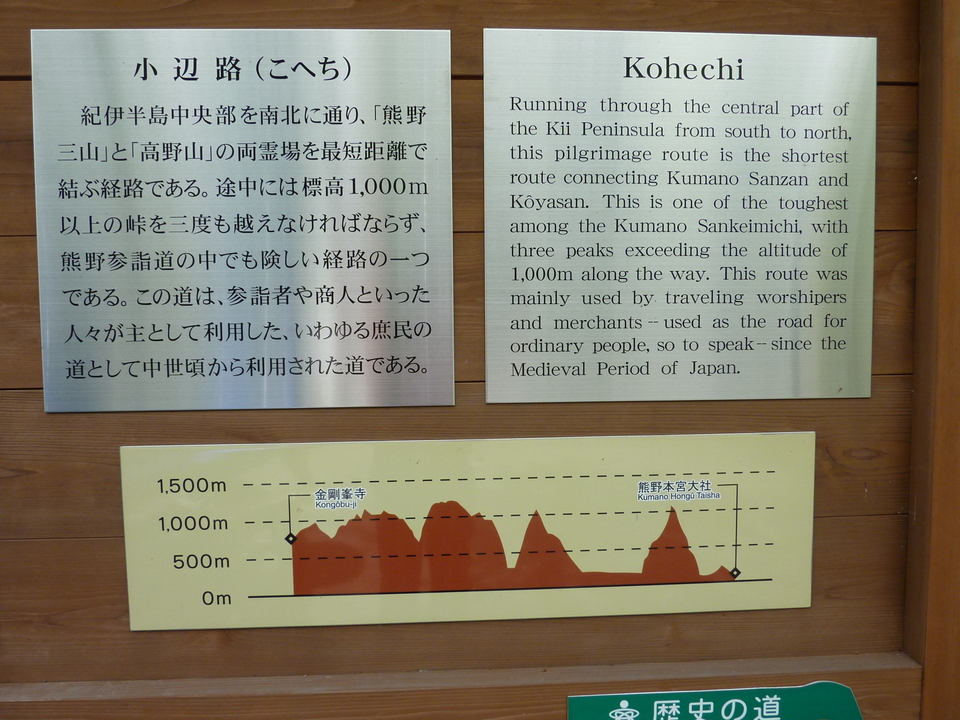 小辺路（こへち）
紀伊半島中央部を南北に通り、「熊野
三山」と「高野山」の両霊場を最短距離で
結ぶ経路である。途中には標高1,000m
以上の峠を三度も越えなければならず、
熊野参詣道の中でも険しい経路の一つ
である。この道は、参詣者や商人といった
人々が主として利用した、いわゆる庶民の
道として中世頃から利用された道である。
Kohechi
Running through the central part of
the Kii Peninsula from south to north,
this pilgrimage route is the shortest
route connecting Kumano Sanzan and
Kôyasan. This is one of the toughest
among the Kumano Sankeimichi, with
three peaks exceeding the altitude of
1,000m along the way. This route was
mainly used by traveling worshipers
and merchants -- used as the road for
ordinary people, so to speak -- since the
Medieval Period of Japan.
1,500m
金剛峯寺
Kongôbu-ji
熊野本宮大社
Kumano Hongû Taisha
1,000m
500m
0m
歴史の道